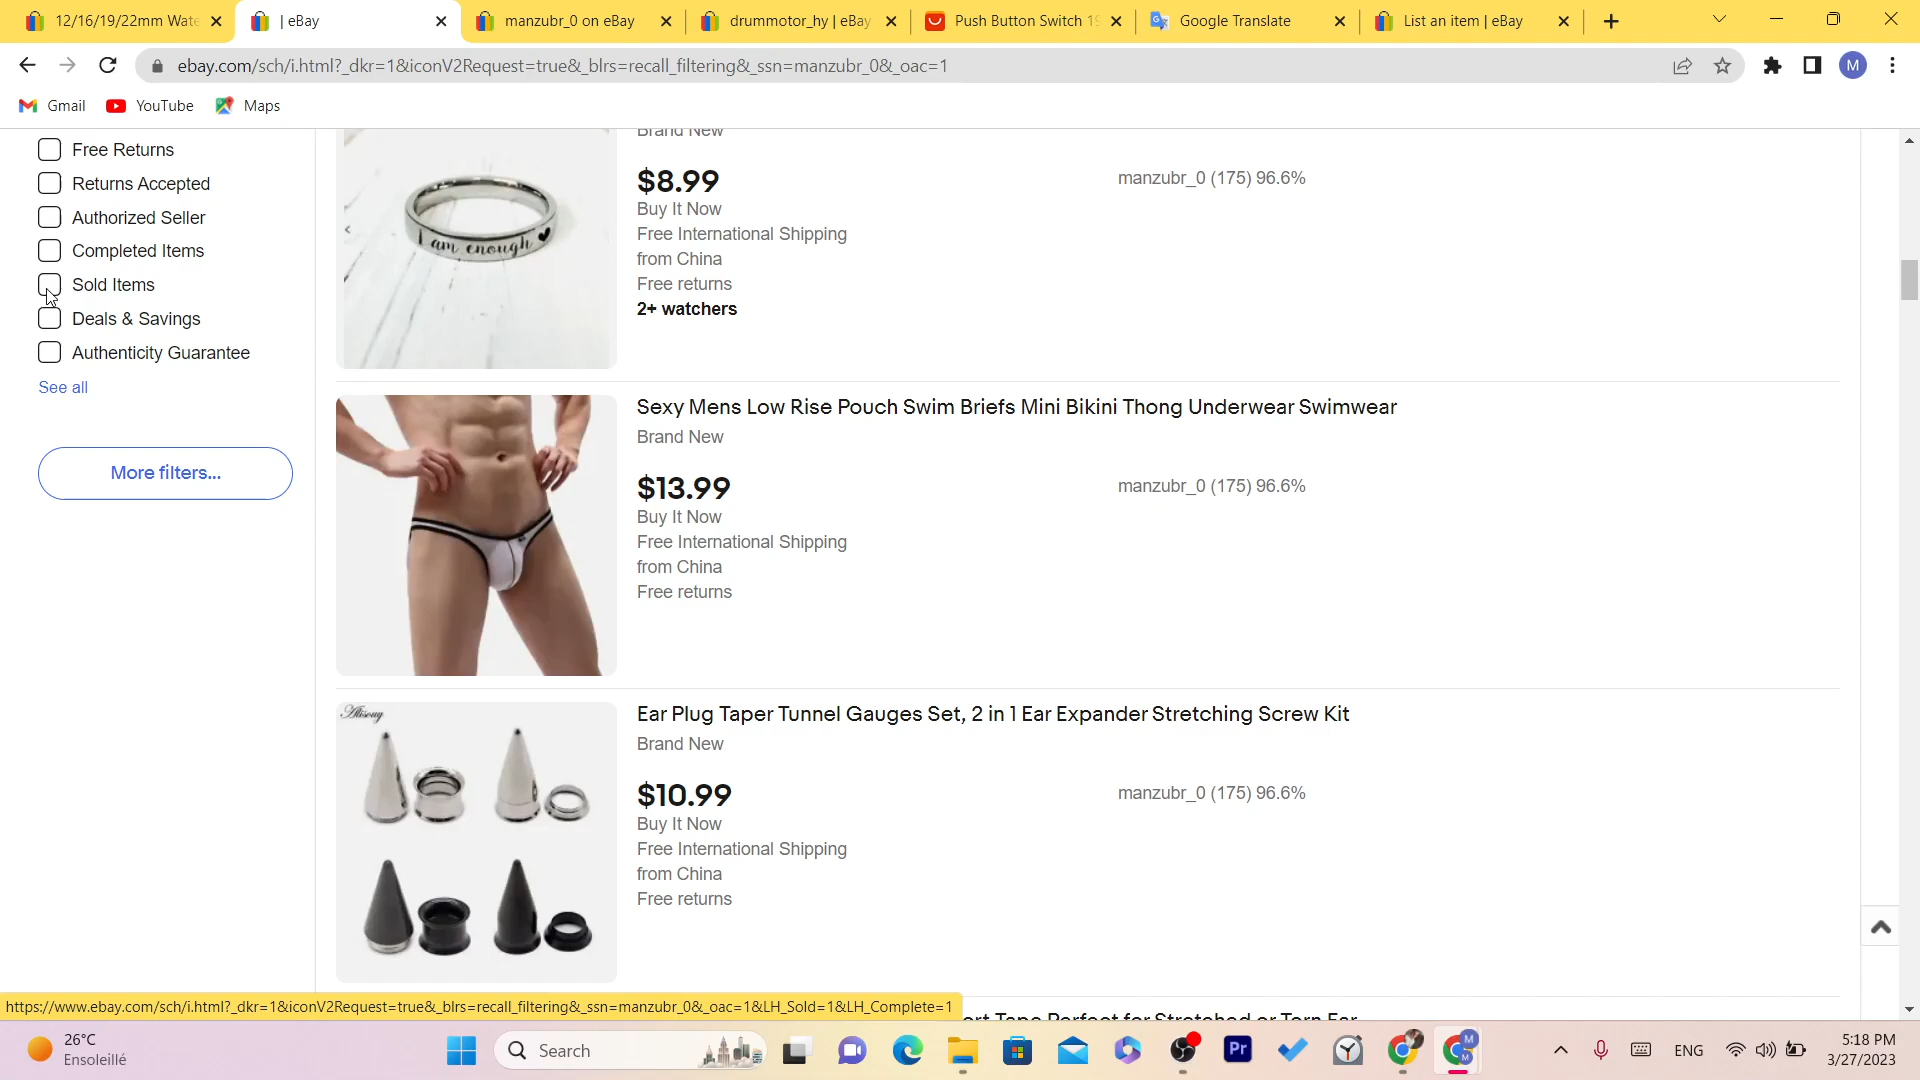 12/16/19/22mm Wate
| eBay
manzubr_0 on eBay
drummotor_hy | eBay
Push Button Switch 19
Google Translate
List an item | eBay
ebay.com/sch/i.html?_dkr=1&iconV2Request=true&_blrs=recall_filtering&_ssn=manzubr_0&_oac=1
M
Gmail
YouTube
Maps
Free Returns
Returns Accepted
Authorized Seller
Completed Items
Sold Items
Deals & Savings
Authenticity Guarantee
See all
More filters...
I am enough
Brand New
$8.99
manzubr_0 (175) 96.6%
Buy It Now
Free International Shipping
from China
Free returns
2+ watchers
Sexy Mens Low Rise Pouch Swim Briefs Mini Bikini Thong Underwear Swimwear
Brand New
$13.99
manzubr_0 (175) 96.6%
Buy It Now
Free International Shipping
from China
Free returns
Alisouy
Ear Plug Taper Tunnel Gauges Set, 2 in 1 Ear Expander Stretching Screw Kit
Brand New
$10.99
manzubr_0 (175) 96.6%
Buy It Now
Free International Shipping
from China
Free returns
https://www.ebay.com/sch/i.html?_dkr=1&iconV2Request=true&_blrs=recall_filtering&_ssn=manzubr_0&_oac=1&LH_Sold=1&LH_Complete=1
ort Tape Perfect for Stretched or Torn Ear
26°C
Ensoleillé
Search
Pr
M
M
ENG
5:18 PM
3/27/2023